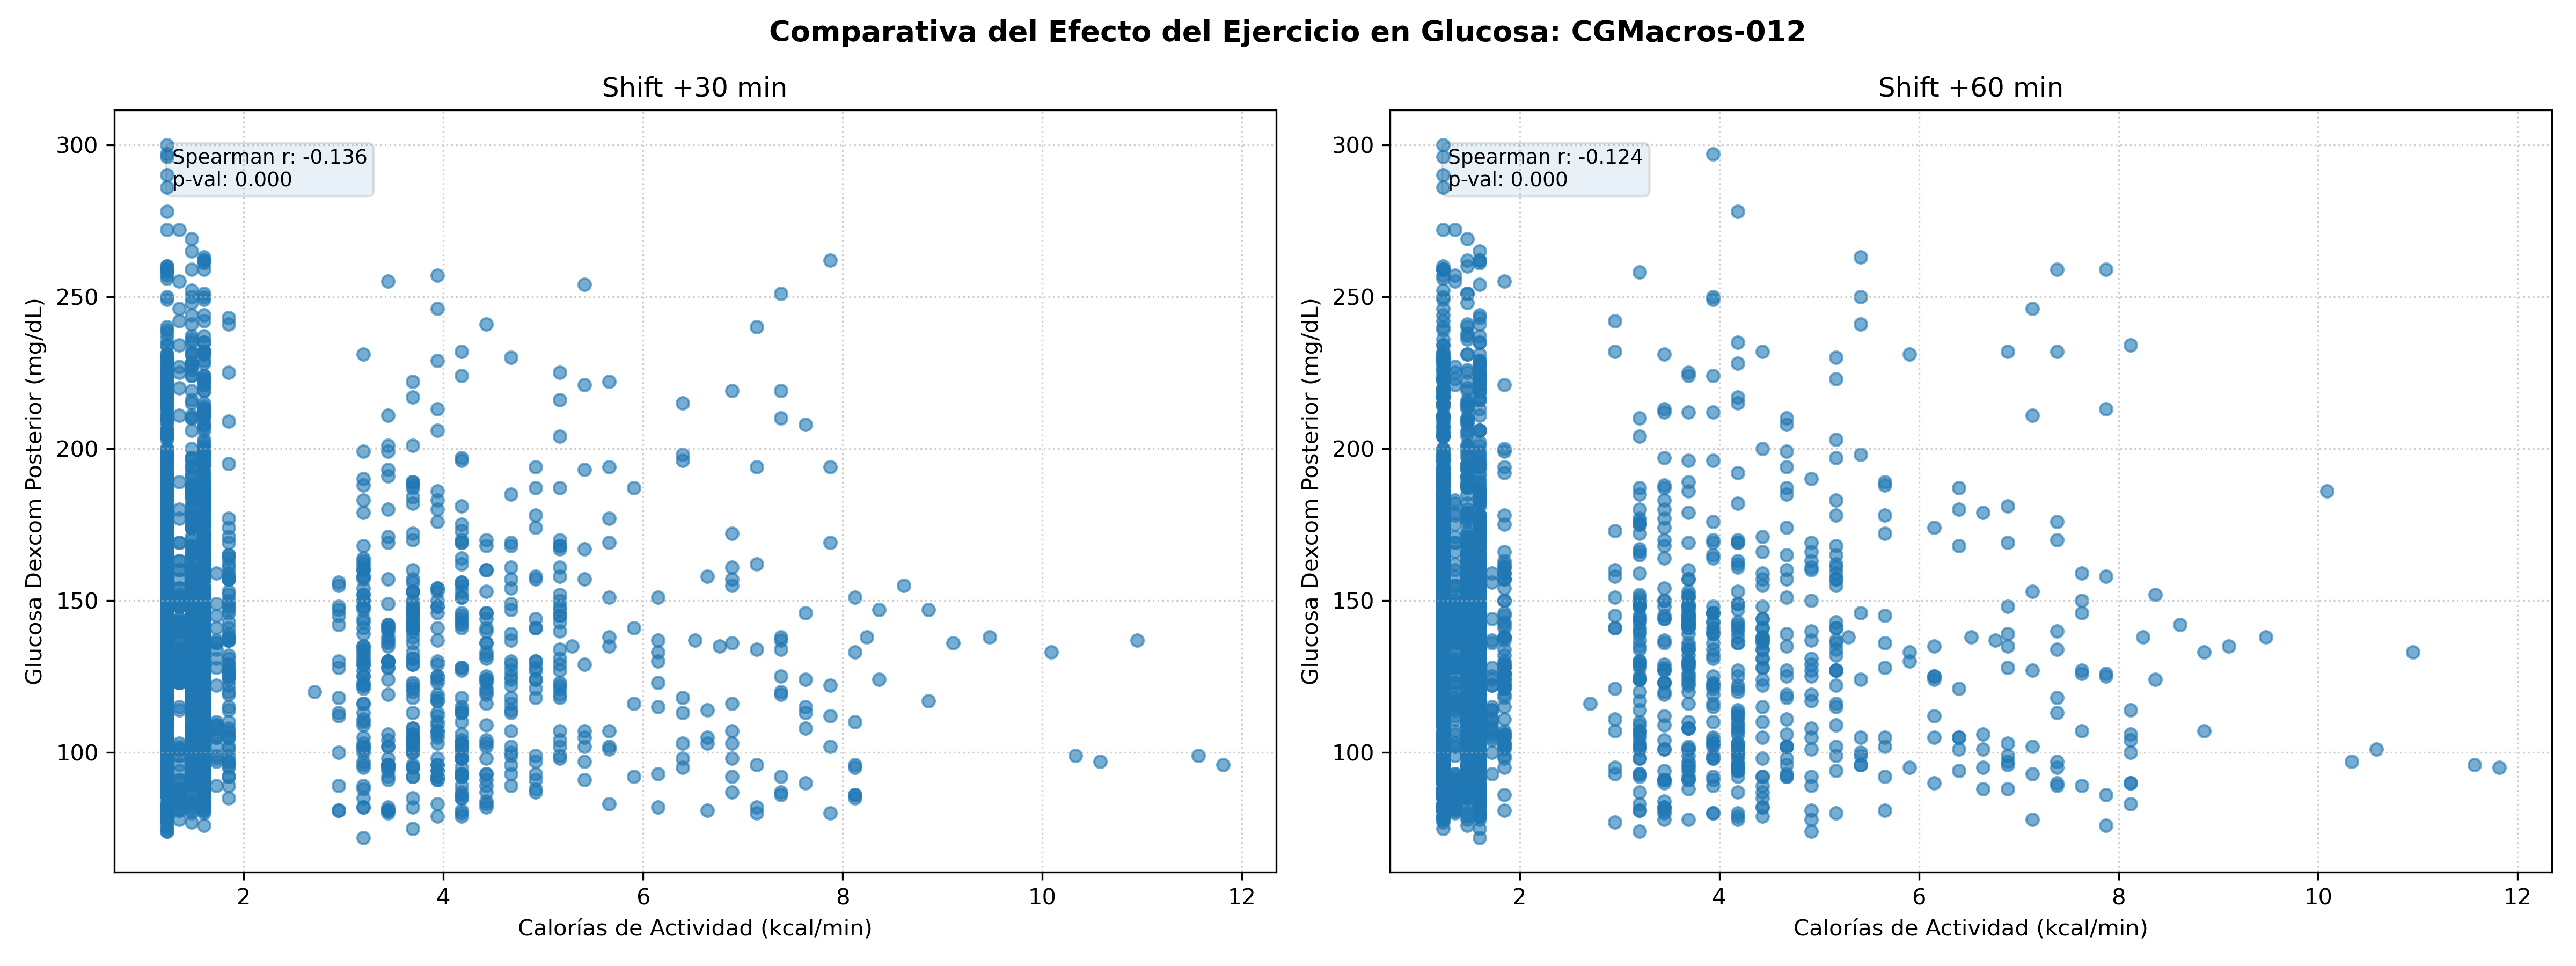 Comparativa del Efecto del Ejercicio en Glucosa: CGMacros-012
Shift +30 min
Spearman r: -0.136
p-val: 0.000
Glucosa Dexcom Posterior (mg/dL)
300
250
200
150
100
2 4 6 8 10 12
Calorías de Actividad (kcal/min)
Shift +60 min
Spearman r: -0.124
p-val: 0.000
Glucosa Dexcom Posterior (mg/dL)
300
250
200
150
100
2 4 6 8 10 12
Calorías de Actividad (kcal/min)